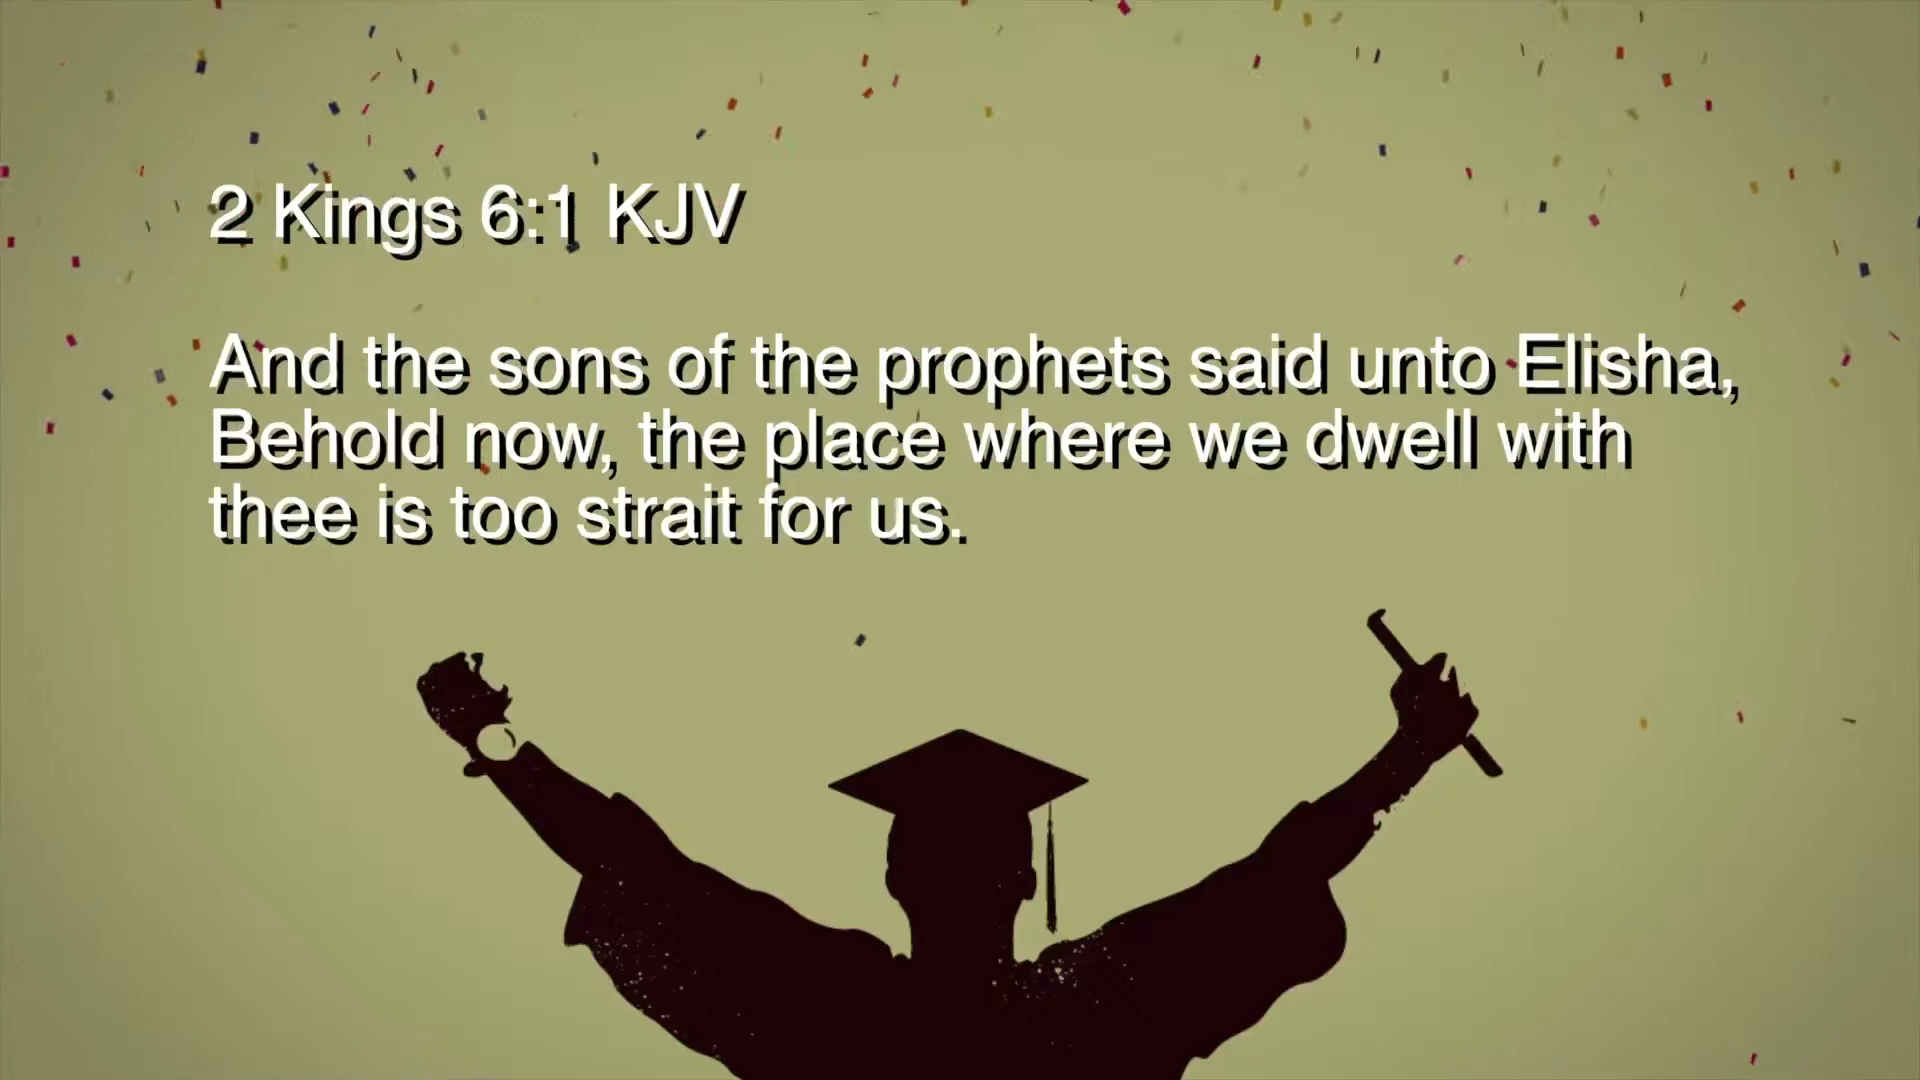 2 Kings 6:1 KJV
And the sons of the prophets said unto Elisha,
Behold now, the place where we dwell with
thee is too strait for us.